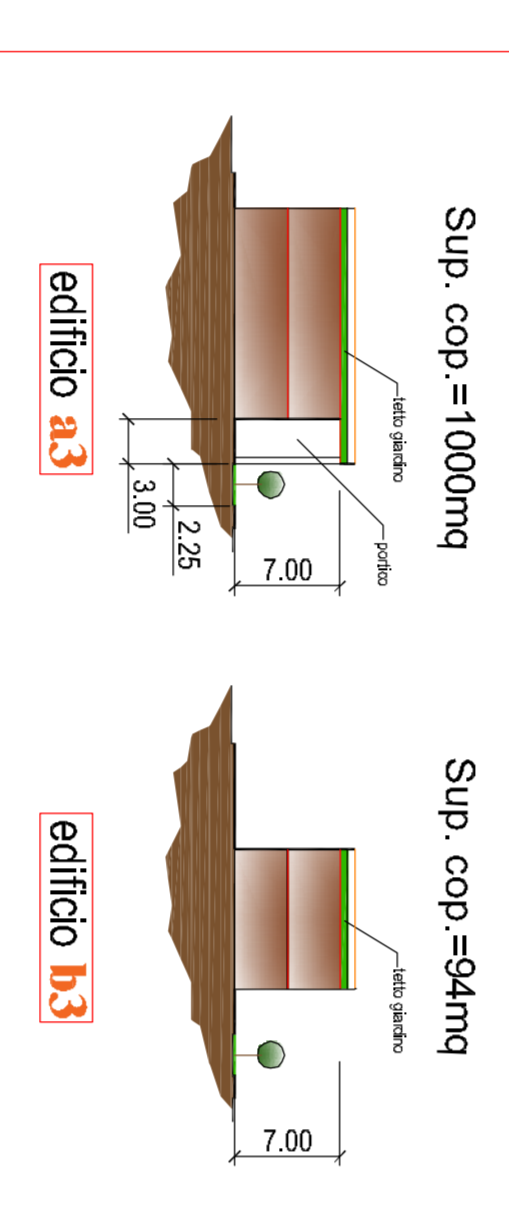 Sup. cop.=1000mq
tetto giardino
portico
7.00
2.25
3.00
edificio a3
Sup. cop.=94mq
tetto giardino
7.00
edificio b3